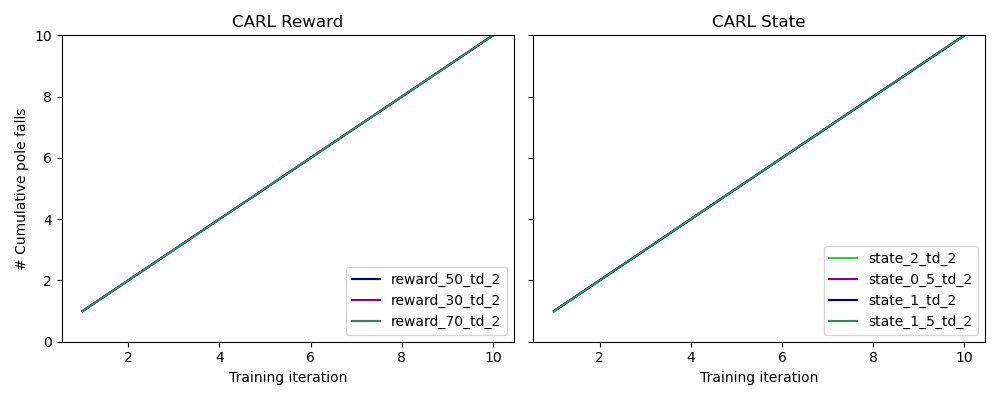 CARL Reward
# Cumulative pole falls
10
8
6
4
2
0
2 4 6 8 10
Training iteration
reward_50_td_2
reward_30_td_2
reward_70_td_2
CARL State
2 4 6 8 10
Training iteration
state_2_td_2
state_0_5_td_2
state_1_td_2
state_1_5_td_2